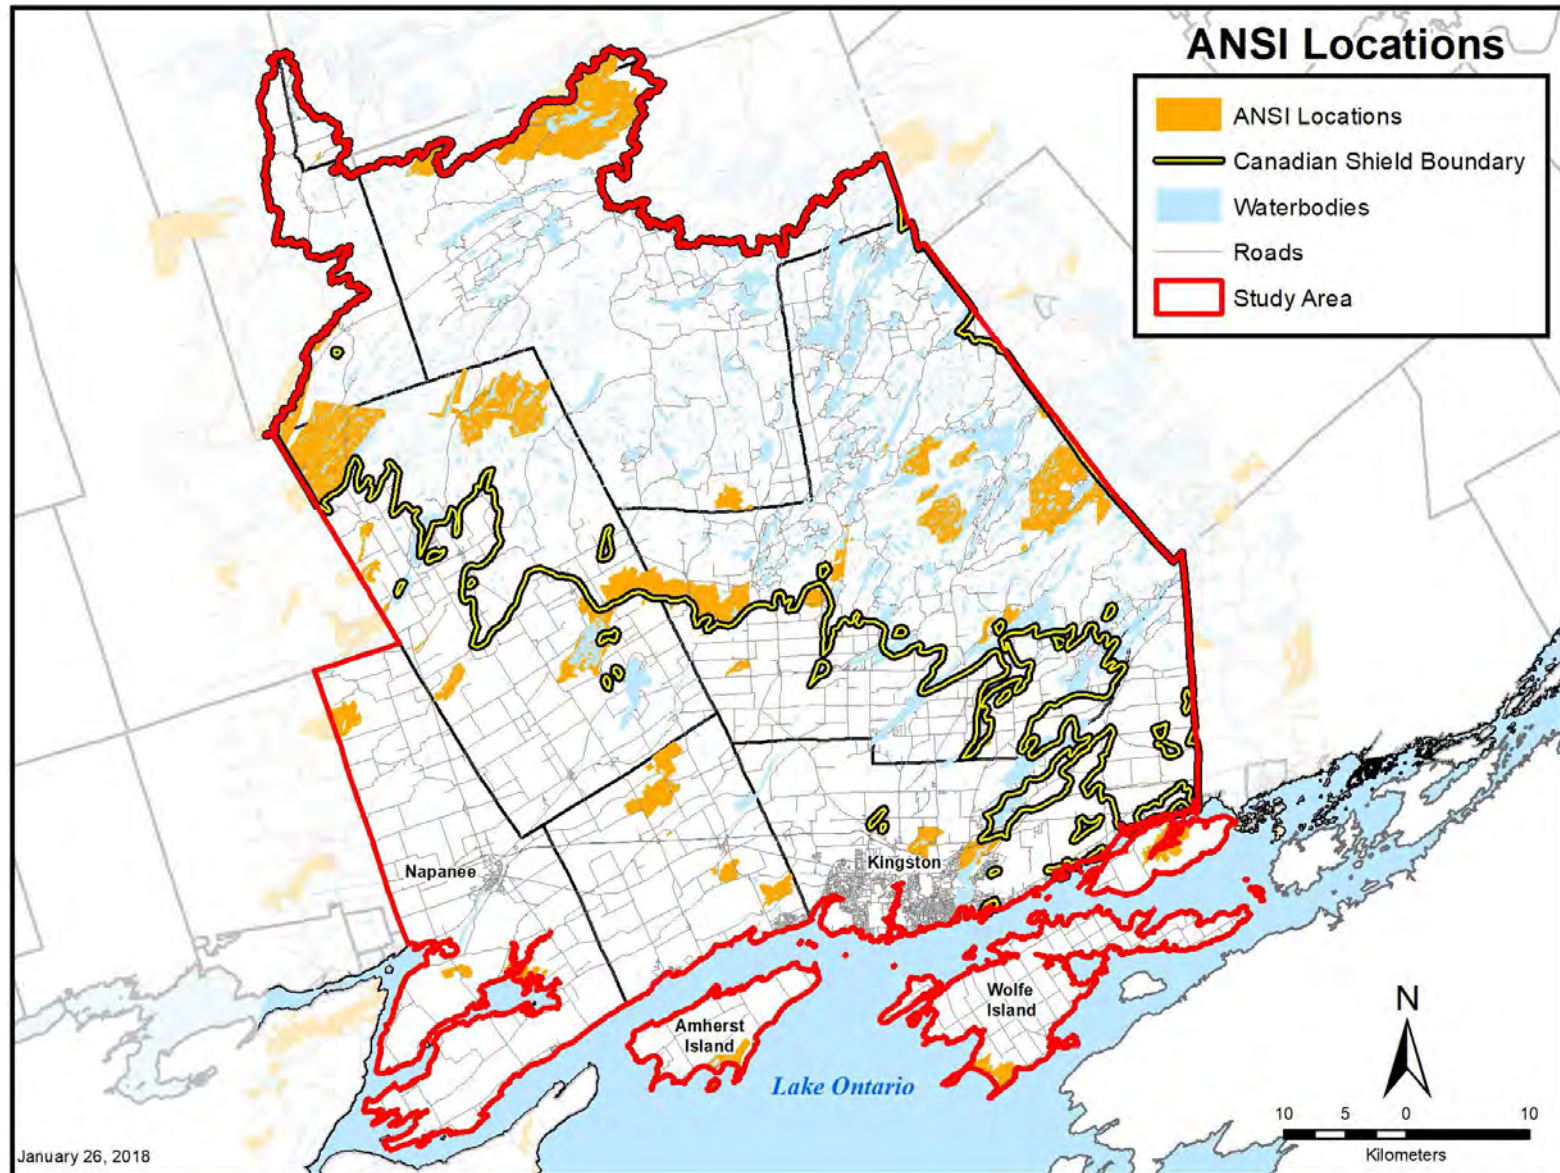 ANSI Locations
ANSI Locations
Canadian Shield Boundary
Waterbodies
Roads
Study Area
Napanee
Kingston
Wolfe
Island
Amherst
Island
Lake Ontario
N
10 5 0 10
Kilometers
January 26, 2018